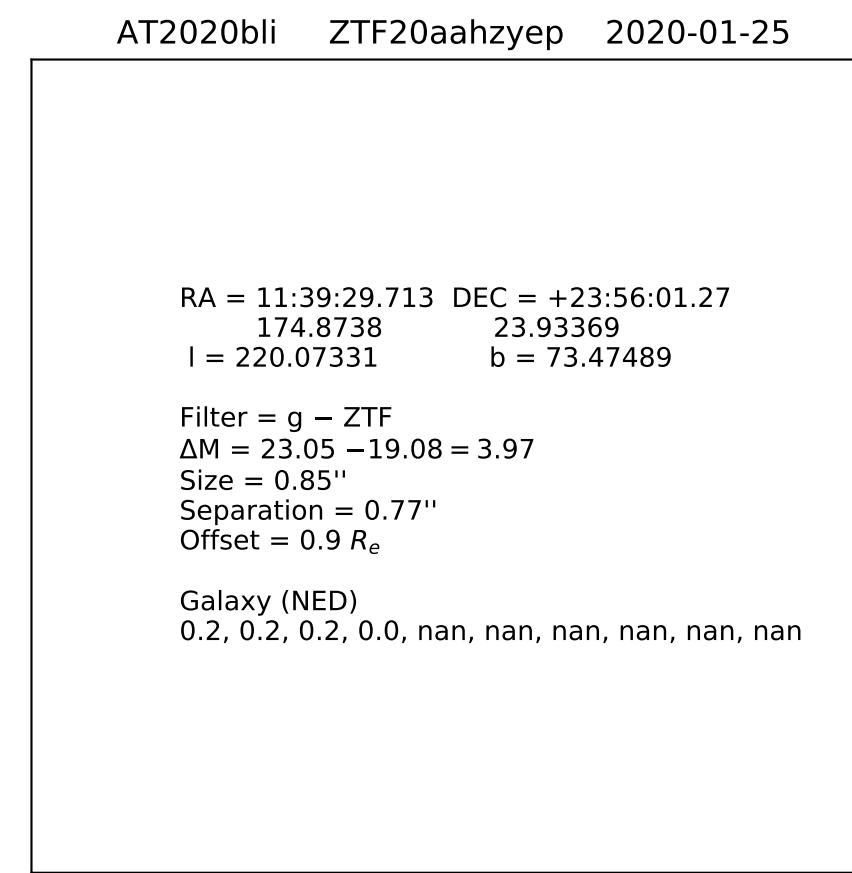 AT2020bli ZTF20aahzyep 2020-01-25
RA = 11:39:29.713 DEC = +23:56:01.27
174.8738 23.93369
l = 220.07331 b = 73.47489
Filter = g − ZTF
ΔM = 23.05 −19.08 = 3.97
Size = 0.85''
Separation = 0.77''
Offset = 0.9 Rₑ
Galaxy (NED)
0.2, 0.2, 0.2, 0.0, nan, nan, nan, nan, nan, nan